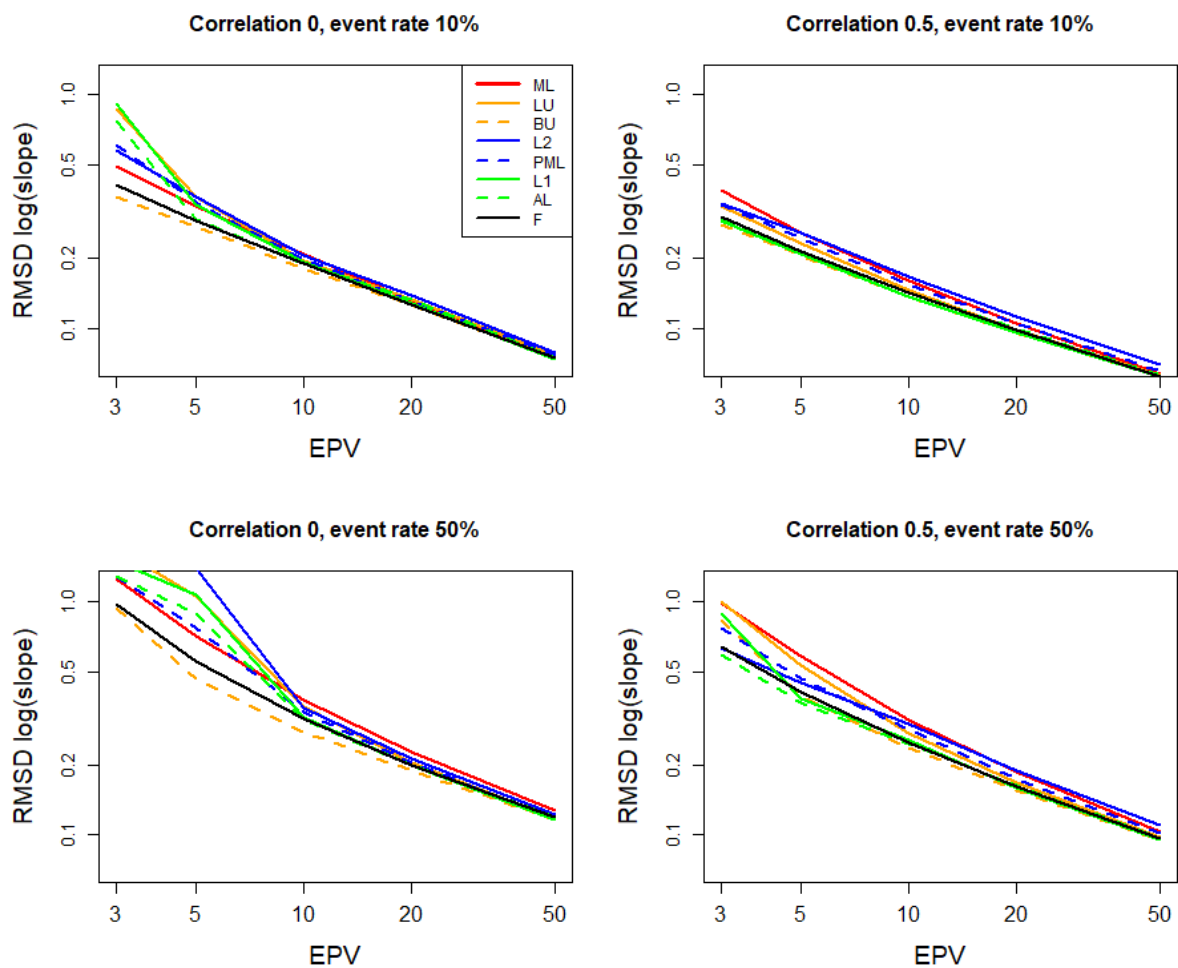 Correlation 0, event rate 10%
RMSD log(slope)
1.0
0.5
0.2
0.1
ML
LU
BU
L2
PML
L1
AL
F
3 5 10 20 50
EPV
Correlation 0.5, event rate 10%
RMSD log(slope)
1.0
0.5
0.2
0.1
3 5 10 20 50
EPV
Correlation 0, event rate 50%
RMSD log(slope)
1.0
0.5
0.2
0.1
3 5 10 20 50
EPV
Correlation 0.5, event rate 50%
RMSD log(slope)
1.0
0.5
0.2
0.1
3 5 10 20 50
EPV